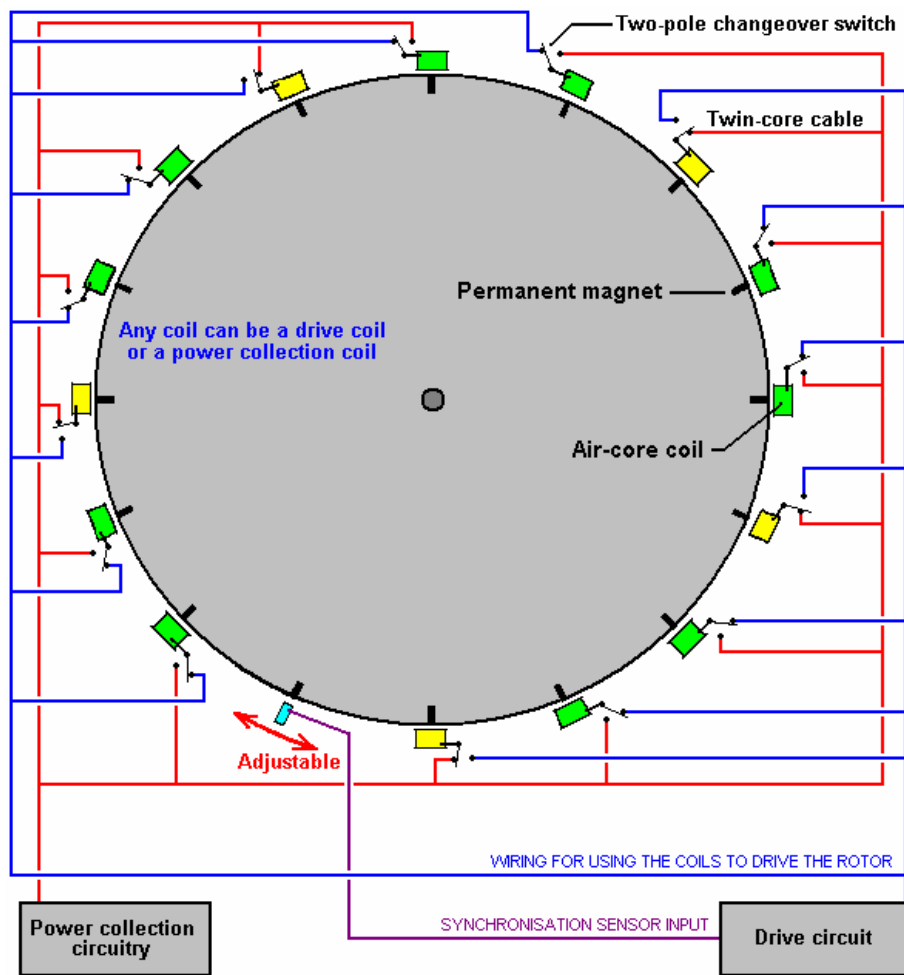 Two-pole changeover switch
Twin-core cable
Permanent magnet
Any coil can be a drive coil
or a power collection coil
Air-core coil
Adjustable
WIRING FOR USING THE COILS TO DRIVE THE ROTOR
Power collection
circuitry
SYNCHRONISATION SENSOR INPUT
Drive circuit